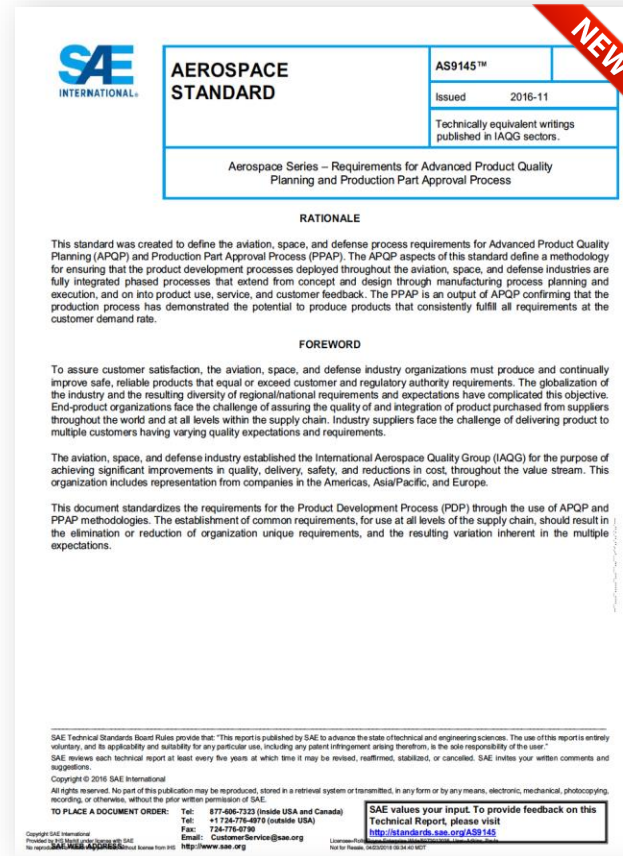 NEW
SAE
INTERNATIONAL®
AEROSPACE
STANDARD
AS9145™
Issued 2016-11
Technically equivalent writings
published in IAQG sectors.
Aerospace Series – Requirements for Advanced Product Quality
Planning and Production Part Approval Process
RATIONALE
This standard was created to define the aviation, space, and defense process requirements for Advanced Product Quality
Planning (APQP) and Production Part Approval Process (PPAP). The APQP aspects of this standard define a methodology
for ensuring that the product development processes deployed throughout the aviation, space, and defense industries are
fully integrated phased processes that extend from concept and design through manufacturing process planning and
execution, and on into product use, service, and customer feedback. The PPAP is an output of APQP confirming that the
production process has demonstrated the potential to produce products that consistently fulfill all requirements at the
customer demand rate.
FOREWORD
To assure customer satisfaction, the aviation, space, and defense industry organizations must produce and continually
improve safe, reliable products that equal or exceed customer and regulatory authority requirements. The globalization of
the industry and the resulting diversity of regional/national requirements and expectations have complicated this objective.
End-product organizations face the challenge of assuring the quality of and integration of product purchased from suppliers
throughout the world and at all levels within the supply chain. Industry suppliers face the challenge of delivering product to
multiple customers having varying quality expectations and requirements.
The aviation, space, and defense industry established the International Aerospace Quality Group (IAQG) for the purpose of
achieving significant improvements in quality, delivery, safety, and reductions in cost, throughout the value stream. This
organization includes representation from companies in the Americas, Asia/Pacific, and Europe.
This document standardizes the requirements for the Product Development Process (PDP) through the use of APQP and
PPAP methodologies. The establishment of common requirements, for use at all levels of the supply chain, should result in
the elimination or reduction of organization unique requirements, and the resulting variation inherent in the multiple
expectations.
SAE Technical Standards Board Rules provide that: "This report is published by SAE to advance the state of technical and engineering sciences. The use of this report is entirely
voluntary, and its applicability and suitability for any particular use, including any patent infringement arising therefrom, is the sole responsibility of the user."
SAE reviews each technical report at least every five years at which time it may be revised, reaffirmed, stabilized, or cancelled. SAE invites your written comments and
suggestions.
Copyright © 2016 SAE International
All rights reserved. No part of this publication may be reproduced, stored in a retrieval system or transmitted, in any form or by any means, electronic, mechanical, photocopying,
recording, or otherwise, without the prior written permission of SAE.
TO PLACE A DOCUMENT ORDER: Tel: 877-606-7323 (inside USA and Canada)
Tel: +1 724-776-4970 (outside USA)
Fax: 724-776-0790
Email: CustomerService@sae.org
SAE WEB ADDRESS: http://www.sae.org
SAE values your input. To provide feedback on this
Technical Report, please visit
http://standards.sae.org/AS9145
Copyright SAE International
Provided by IHS Markit under license with SAE
without license from IHS
Not for Resale, 04/23/2018 09:34:40 MDT